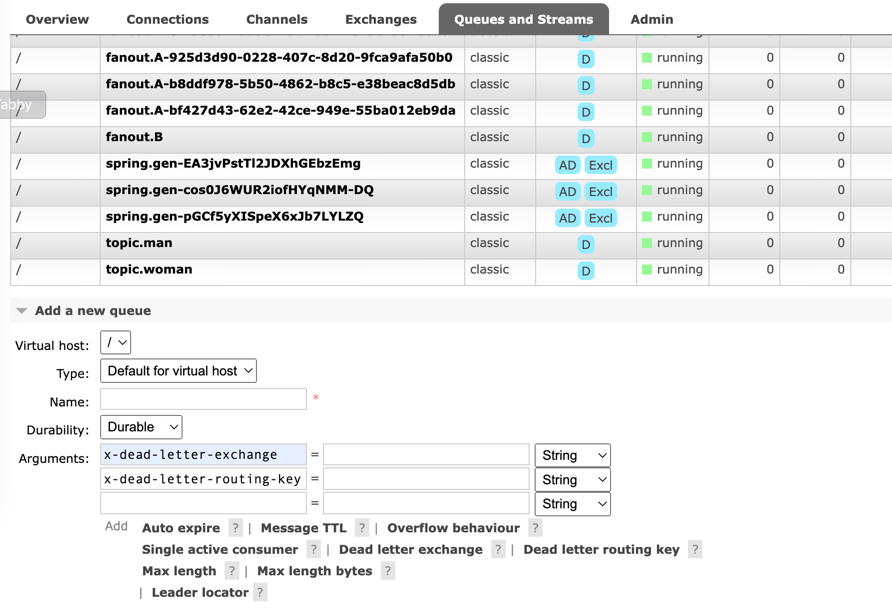 Overview Connections Channels Exchanges Queues and Streams Admin
/ fanout.A-925d3d90-0228-407c-8d20-9fca9afa50b0 classic D running 0 0
/ fanout.A-b8ddf978-5b50-4862-b8c5-e38beac8d5db classic D running 0 0
/ fanout.A-bf427d43-62e2-42ce-949e-55ba012eb9da classic D running 0 0
/ fanout.B classic D running 0 0
/ spring.gen-EA3jvPstTl2JDXhGEbzEmg classic AD Excl running 0 0
/ spring.gen-cos0J6WUR2iofHYqNMM-DQ classic AD Excl running 0 0
/ spring.gen-pGCf5yXISpeX6xJb7LYLZQ classic AD Excl running 0 0
/ topic.man classic D running 0 0
/ topic.woman classic D running 0 0
Add a new queue
Virtual host: /
Type: Default for virtual host
Name: *
Durability: Durable
Arguments: x-dead-letter-exchange = String
x-dead-letter-routing-key = String
= String
Add Auto expire ? | Message TTL ? | Overflow behaviour ?
Single active consumer ? | Dead letter exchange ? | Dead letter routing key ?
Max length ? | Max length bytes ?
| Leader locator ?